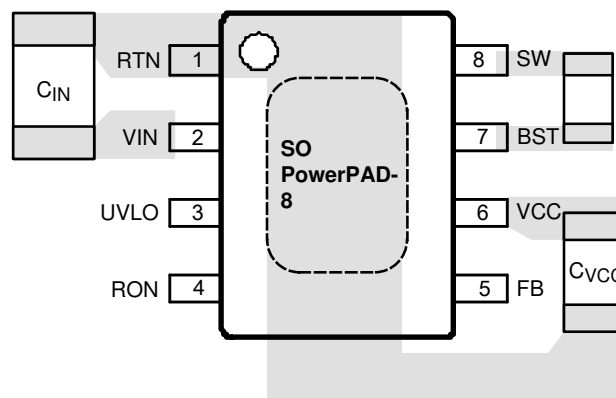 RTN 1 8 SW
CIN
VIN 2 7 BST
SO
PowerPAD-
8
UVLO 3 6 VCC
RON 4 5 FB
CVCC